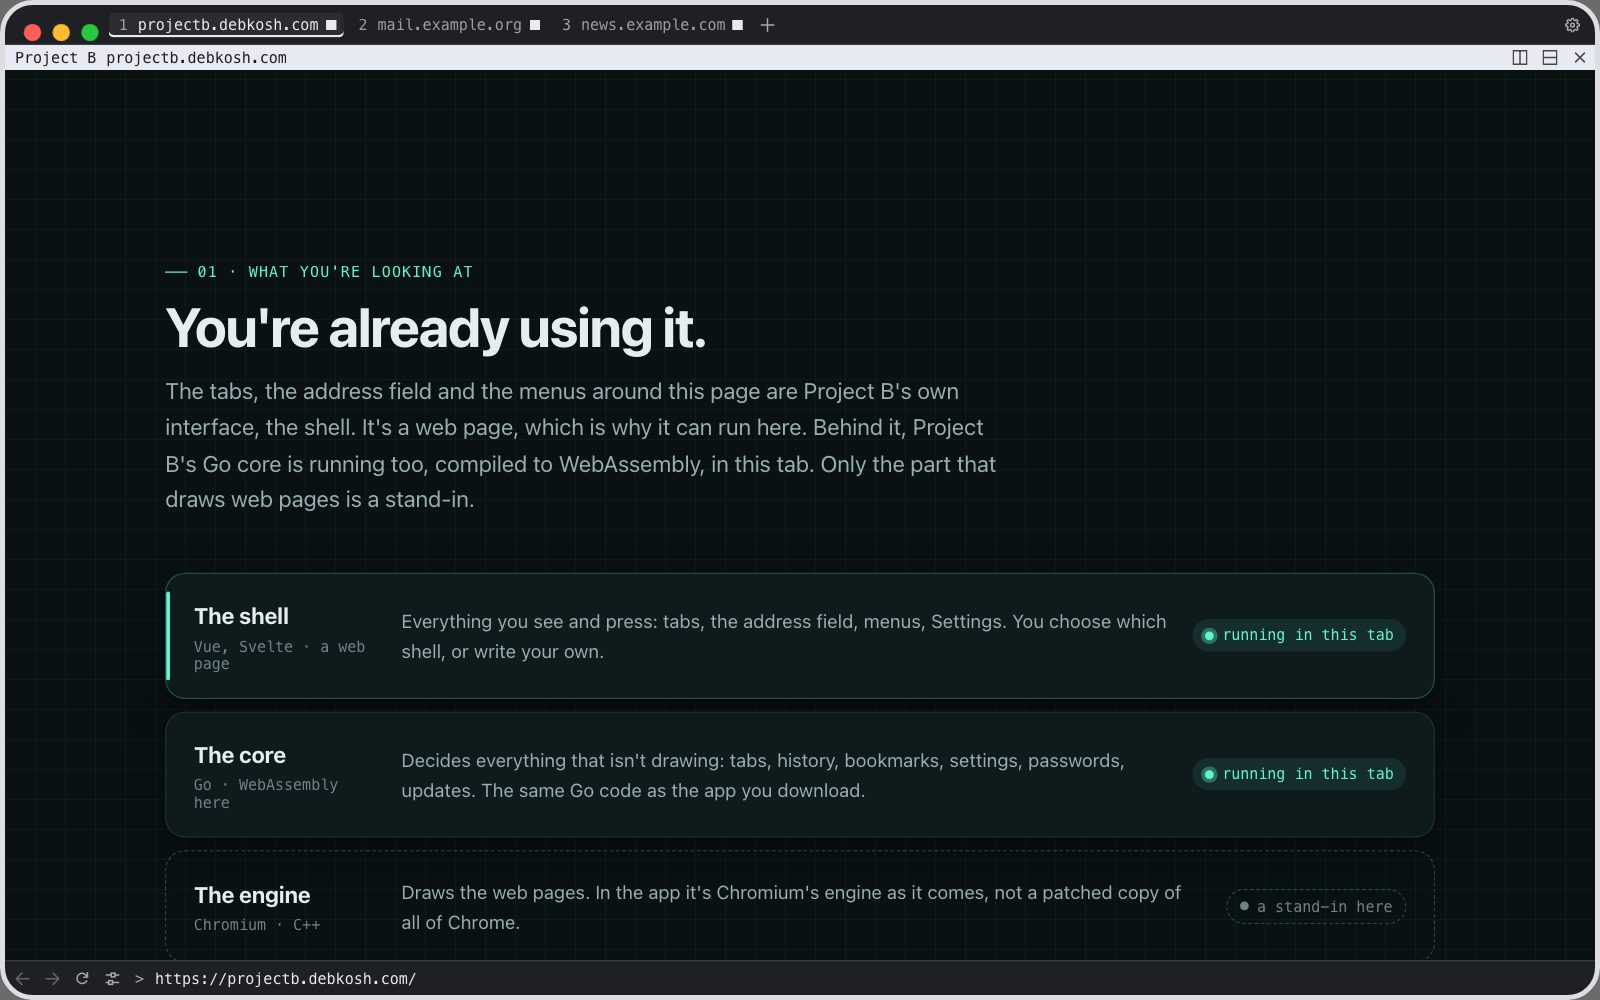 1 projectb.debkosh.com 2 mail.example.org 3 news.example.com
Project B projectb.debkosh.com
01 · WHAT YOU'RE LOOKING AT
You're already using it.
The tabs, the address field and the menus around this page are Project B's own
interface, the shell. It's a web page, which is why it can run here. Behind it, Project
B's Go core is running too, compiled to WebAssembly, in this tab. Only the part that
draws web pages is a stand-in.
The shell
Vue, Svelte · a web
page
Everything you see and press: tabs, the address field, menus, Settings. You choose which
shell, or write your own.
running in this tab
The core
Go · WebAssembly
here
Decides everything that isn't drawing: tabs, history, bookmarks, settings, passwords,
updates. The same Go code as the app you download.
running in this tab
The engine
Chromium · C++
Draws the web pages. In the app it's Chromium's engine as it comes, not a patched copy of
all of Chrome.
a stand-in here
> https://projectb.debkosh.com/